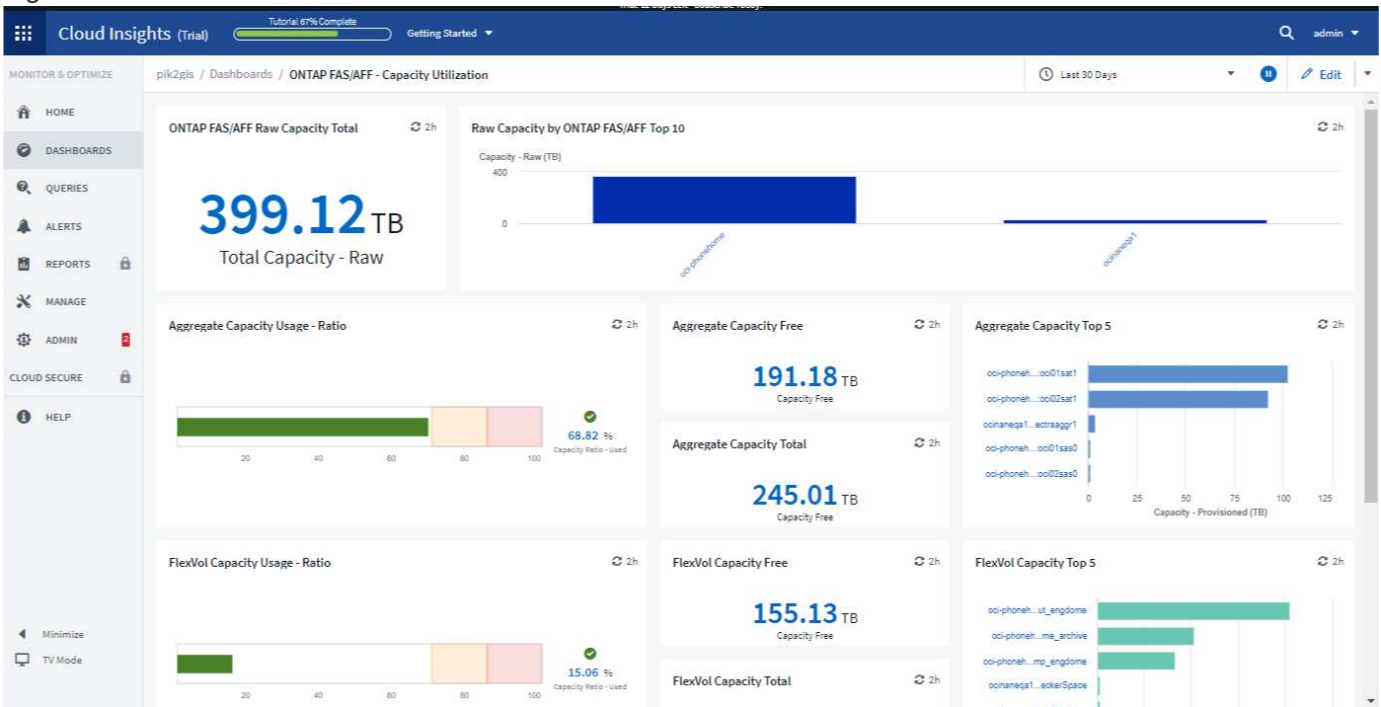 Tutorial 87% Complete
Cloud Insights (Trial)
Getting Started
admin
MONITOR & OPTIMIZE
pik2gis / Dashboards / ONTAP FAS/AFF - Capacity Utilization
Last 30 Days
Edit
HOME
DASHBOARDS
QUERIES
ALERTS
REPORTS
MANAGE
ADMIN
2
CLOUD SECURE
HELP
Minimize
TV Mode
ONTAP FAS/AFF Raw Capacity Total
2h
399.12 TB
Total Capacity - Raw
Raw Capacity by ONTAP FAS/AFF Top 10
2h
Capacity - Raw (TB)
400
0
oci-phonehome
ocinaneqa1
Aggregate Capacity Usage - Ratio
2h
68.82 %
Capacity Ratio - Used
20 40 60 80 100
Aggregate Capacity Free
2h
191.18 TB
Capacity Free
Aggregate Capacity Total
2h
245.01 TB
Capacity Free
Aggregate Capacity Top 5
2h
oci-phoneh...:oci01sat1
oci-phoneh...:oci02sat1
ocinaneqa1...ectraaggr1
oci-phoneh...:oci01sas0
oci-phoneh...:oci02sas0
0 25 50 75 100 125
Capacity - Provisioned (TB)
FlexVol Capacity Usage - Ratio
2h
15.06 %
Capacity Ratio - Used
20 40 60 80 100
FlexVol Capacity Free
2h
155.13 TB
Capacity Free
FlexVol Capacity Total
2h
FlexVol Capacity Top 5
2h
oci-phoneh...ut_engdome
oci-phoneh...me_archive
oci-phoneh...mp_engdome
ocinaneqa1...eckerSpace